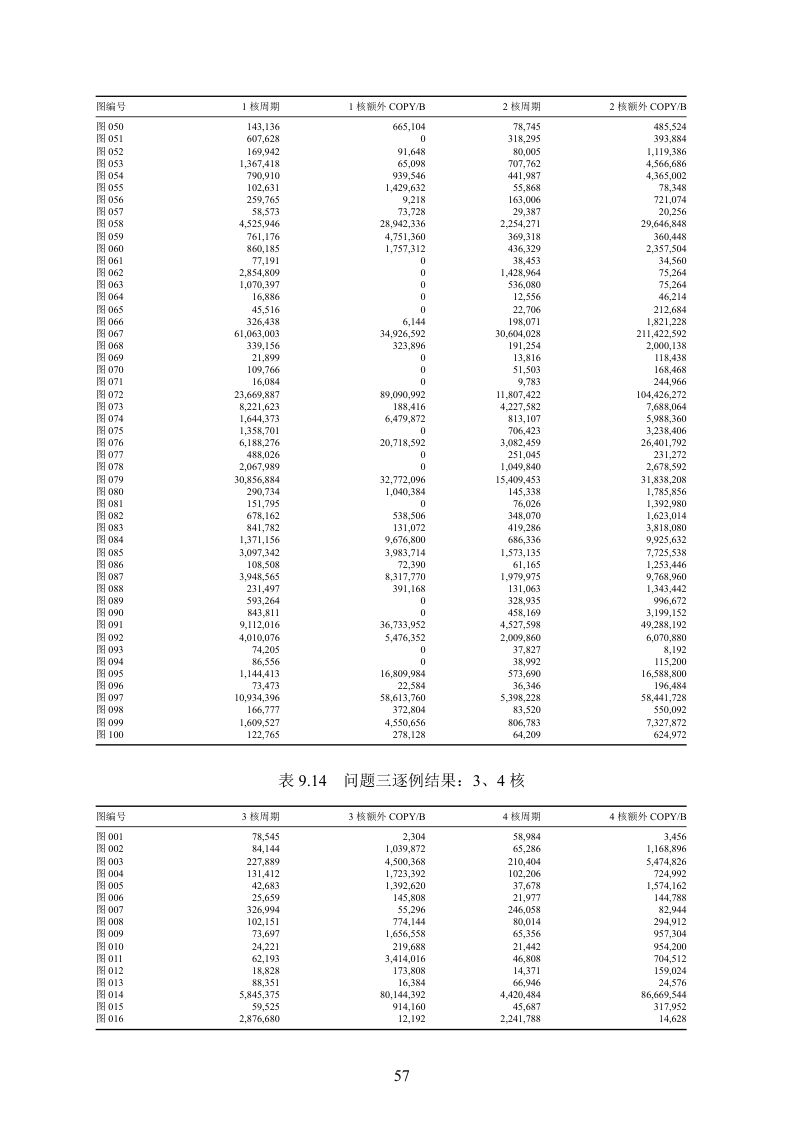 图编号 1 核周期 1 核额外 COPY/B 2 核周期 2 核额外 COPY/B
图 050 143,136 665,104 78,745 485,524
图 051 607,628 0 318,295 393,884
图 052 169,942 91,648 80,005 1,119,386
图 053 1,367,418 65,098 707,762 4,566,686
图 054 790,910 939,546 441,987 4,365,002
图 055 102,631 1,429,632 55,868 78,348
图 056 259,765 9,218 163,006 721,074
图 057 58,573 73,728 29,387 20,256
图 058 4,525,946 28,942,336 2,254,271 29,646,848
图 059 761,176 4,751,360 369,318 360,448
图 060 860,185 1,757,312 436,329 2,357,504
图 061 77,191 0 38,453 34,560
图 062 2,854,809 0 1,428,964 75,264
图 063 1,070,397 0 536,080 75,264
图 064 16,886 0 12,556 46,214
图 065 45,516 0 22,706 212,684
图 066 326,438 6,144 198,071 1,821,228
图 067 61,063,003 34,926,592 30,604,028 211,422,592
图 068 339,156 323,896 191,254 2,000,138
图 069 21,899 0 13,816 118,438
图 070 109,766 0 51,503 168,468
图 071 16,084 0 9,783 244,966
图 072 23,669,887 89,090,992 11,807,422 104,426,272
图 073 8,221,623 188,416 4,227,582 7,688,064
图 074 1,644,373 6,479,872 813,107 5,988,360
图 075 1,358,701 0 706,423 3,238,406
图 076 6,188,276 20,718,592 3,082,459 26,401,792
图 077 488,026 0 251,045 231,272
图 078 2,067,989 0 1,049,840 2,678,592
图 079 30,856,884 32,772,096 15,409,453 31,838,208
图 080 290,734 1,040,384 145,338 1,785,856
图 081 151,795 0 76,026 1,392,980
图 082 678,162 538,506 348,070 1,623,014
图 083 841,782 131,072 419,286 3,818,080
图 084 1,371,156 9,676,800 686,336 9,925,632
图 085 3,097,342 3,983,714 1,573,135 7,725,538
图 086 108,508 72,390 61,165 1,253,446
图 087 3,948,565 8,317,770 1,979,975 9,768,960
图 088 231,497 391,168 131,063 1,343,442
图 089 593,264 0 328,935 996,672
图 090 843,811 0 458,169 3,199,152
图 091 9,112,016 36,733,952 4,527,598 49,288,192
图 092 4,010,076 5,476,352 2,009,860 6,070,880
图 093 74,205 0 37,827 8,192
图 094 86,556 0 38,992 115,200
图 095 1,144,413 16,809,984 573,690 16,588,800
图 096 73,473 22,584 36,346 196,484
图 097 10,934,396 58,613,760 5,398,228 58,441,728
图 098 166,777 372,804 83,520 550,092
图 099 1,609,527 4,550,656 806,783 7,327,872
图 100 122,765 278,128 64,209 624,972
表 9.14 问题三逐例结果：3、4 核
图编号 3 核周期 3 核额外 COPY/B 4 核周期 4 核额外 COPY/B
图 001 78,545 2,304 58,984 3,456
图 002 84,144 1,039,872 65,286 1,168,896
图 003 227,889 4,500,368 210,404 5,474,826
图 004 131,412 1,723,392 102,206 724,992
图 005 42,683 1,392,620 37,678 1,574,162
图 006 25,659 145,808 21,977 144,788
图 007 326,994 55,296 246,058 82,944
图 008 102,151 774,144 80,014 294,912
图 009 73,697 1,656,558 65,356 957,304
图 010 24,221 219,688 21,442 954,200
图 011 62,193 3,414,016 46,808 704,512
图 012 18,828 173,808 14,371 159,024
图 013 88,351 16,384 66,946 24,576
图 014 5,845,375 80,144,392 4,420,484 86,669,544
图 015 59,525 914,160 45,687 317,952
图 016 2,876,680 12,192 2,241,788 14,628
57